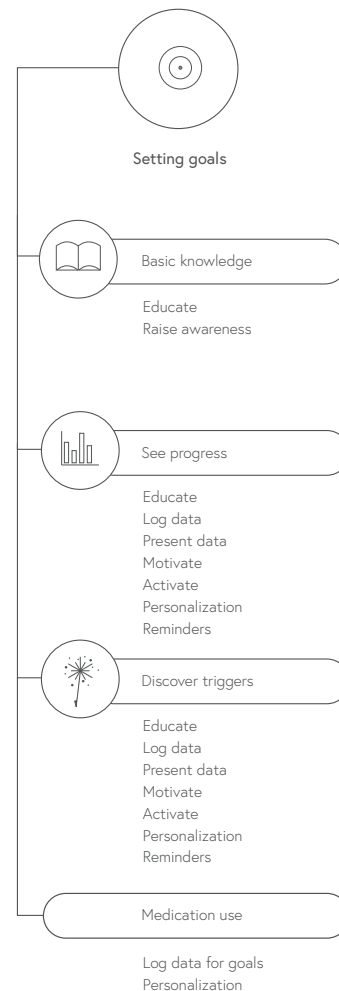 Setting goals
Basic knowledge
Educate
Raise awareness
See progress
Educate
Log data
Present data
Motivate
Activate
Personalization
Reminders
Discover triggers
Educate
Log data
Present data
Motivate
Activate
Personalization
Reminders
Medication use
Log data for goals
Personalization